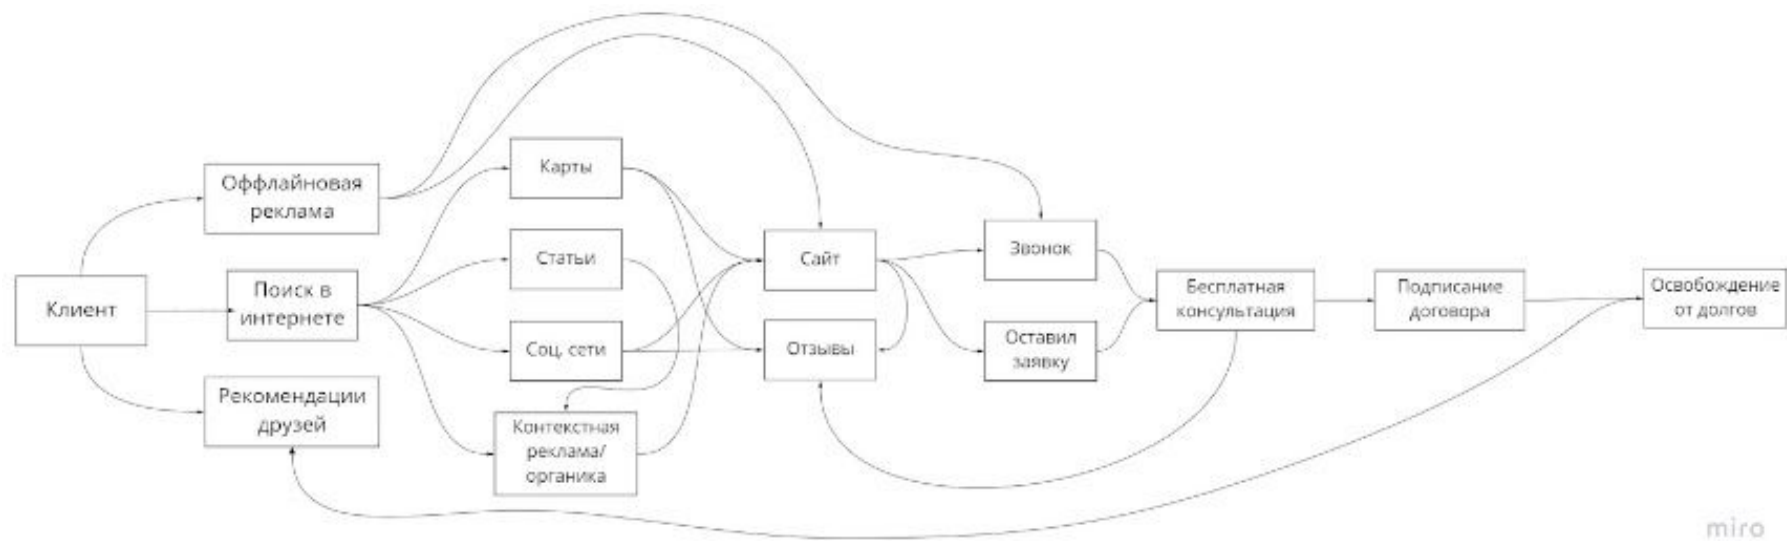 Клиент
Оффлайновая
реклама
Поиск в
интернете
Рекомендации
друзей
Карты
Статьи
Соц. сети
Контекстная
реклама/
органика
Сайт
Отзывы
Звонок
Оставил
заявку
Бесплатная
консультация
Подписание
договора
Освобождение
от долгов
miro